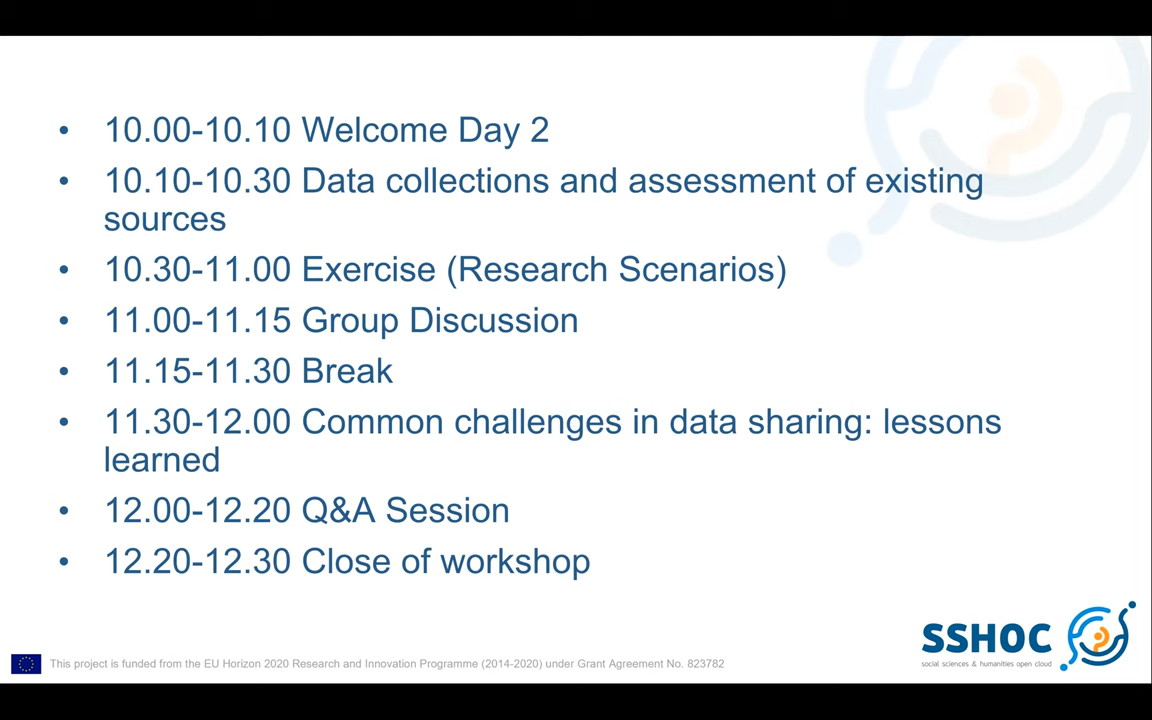 • 10.00-10.10 Welcome Day 2
• 10.10-10.30 Data collections and assessment of existing
sources
• 10.30-11.00 Exercise (Research Scenarios)
• 11.00-11.15 Group Discussion
• 11.15-11.30 Break
• 11.30-12.00 Common challenges in data sharing: lessons
learned
• 12.00-12.20 Q&A Session
• 12.20-12.30 Close of workshop
SSHOC
social sciences & humanities open cloud
This project is funded from the EU Horizon 2020 Research and Innovation Programme (2014-2020) under Grant Agreement No. 823782